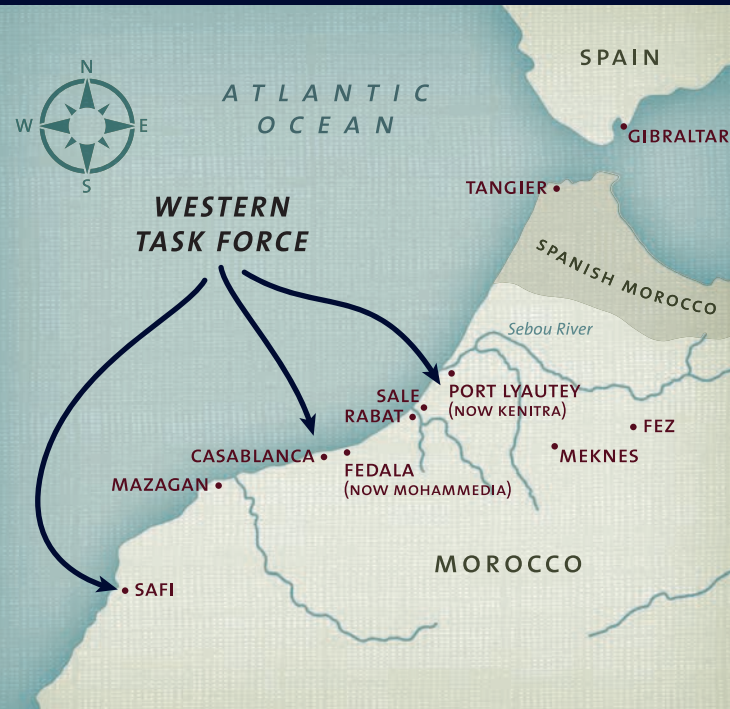 SPAIN
N
W
E
S
ATLANTIC
OCEAN
GIBRALTAR
TANGIER
WESTERN
TASK FORCE
SPANISH MOROCCO
Sebou River
PORT LYAUTEY
(NOW KENITRA)
SALE
RABAT
FEZ
MEKNES
CASABLANCA
FEDALA
(NOW MOHAMMEDIA)
MAZAGAN
MOROCCO
SAFI